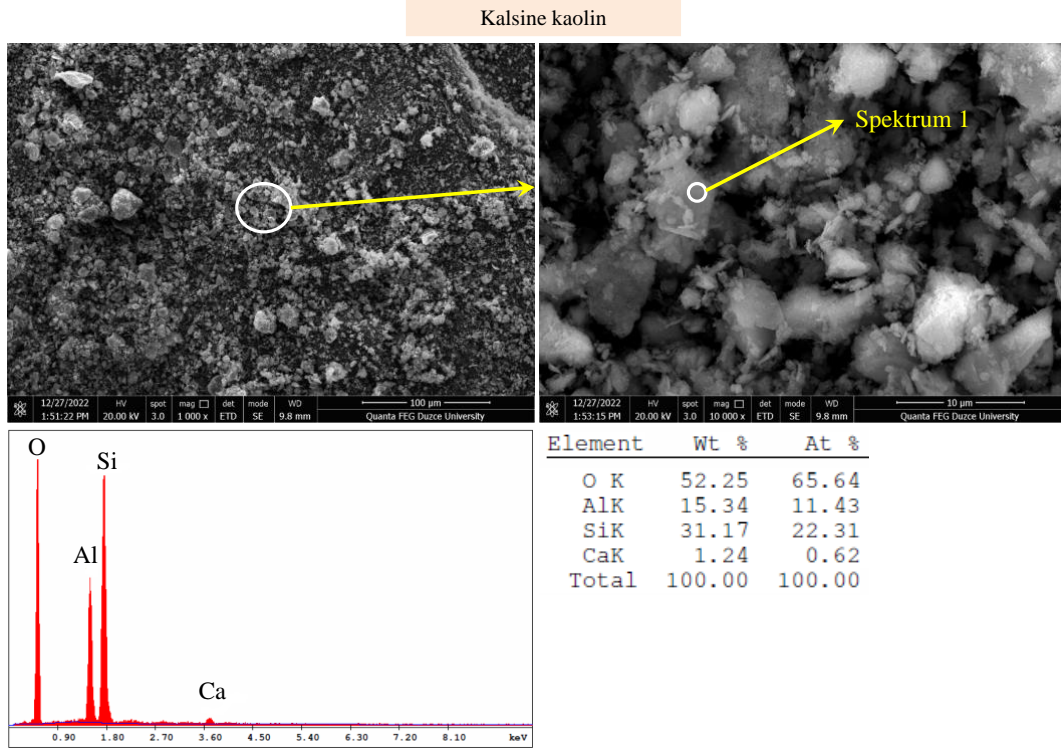 Kalsine kaolin
Spektrum 1
12/27/2022 HV spot mag det mode WD 100 µm
1:51:22 PM 20.00 kV 3.0 1 000 x ETD SE 9.8 mm Quanta FEG Duzce University
12/27/2022 HV spot mag det mode WD 10 µm
1:53:15 PM 20.00 kV 3.0 10 000 x ETD SE 9.8 mm Quanta FEG Duzce University
O
Si
Al
Ca
0.90 1.80 2.70 3.60 4.50 5.40 6.30 7.20 8.10 keV
Element Wt % At %
O K 52.25 65.64
AlK 15.34 11.43
SiK 31.17 22.31
CaK 1.24 0.62
Total 100.00 100.00